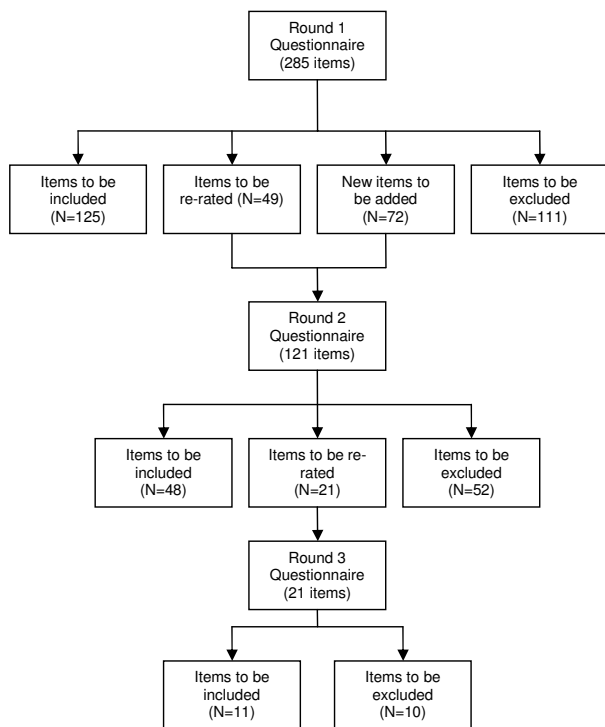 Round 1
Questionnaire
(285 items)
Items to be
included
(N=125)
Items to be
re-rated (N=49)
New items to
be added
(N=72)
Items to be
excluded
(N=111)
Round 2
Questionnaire
(121 items)
Items to be
included
(N=48)
Items to be re-
rated
(N=21)
Items to be
excluded
(N=52)
Round 3
Questionnaire
(21 items)
Items to be
included
(N=11)
Items to be
excluded
(N=10)